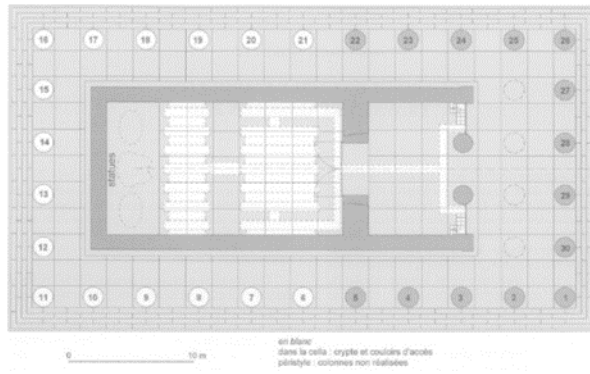 16 17 18 19 20 21 22 23 24 25 26
15 27
14 28
statues
13 29
12 30
11 10 9 8 7 6 5 4 3 2 1
en blanc
0 10 m dans la cella : crypte et couloirs d'accès
péristyle : colonnes non réalisées